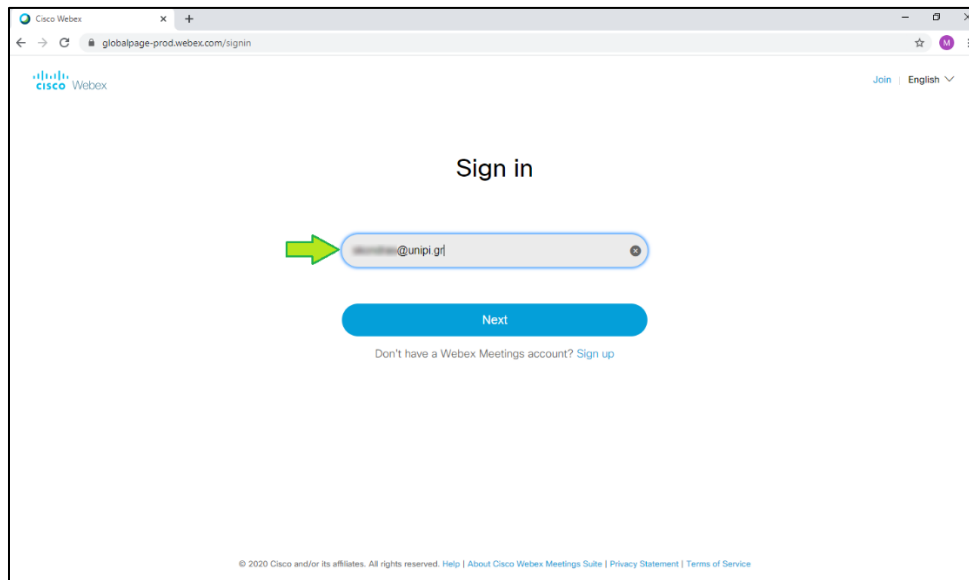 Cisco Webex
globalpage-prod.webex.com/signin
M
cisco Webex
Join | English
Sign in
@unipi.gr
Next
Don't have a Webex Meetings account? Sign up
© 2020 Cisco and/or its affiliates. All rights reserved. Help | About Cisco Webex Meetings Suite | Privacy Statement | Terms of Service